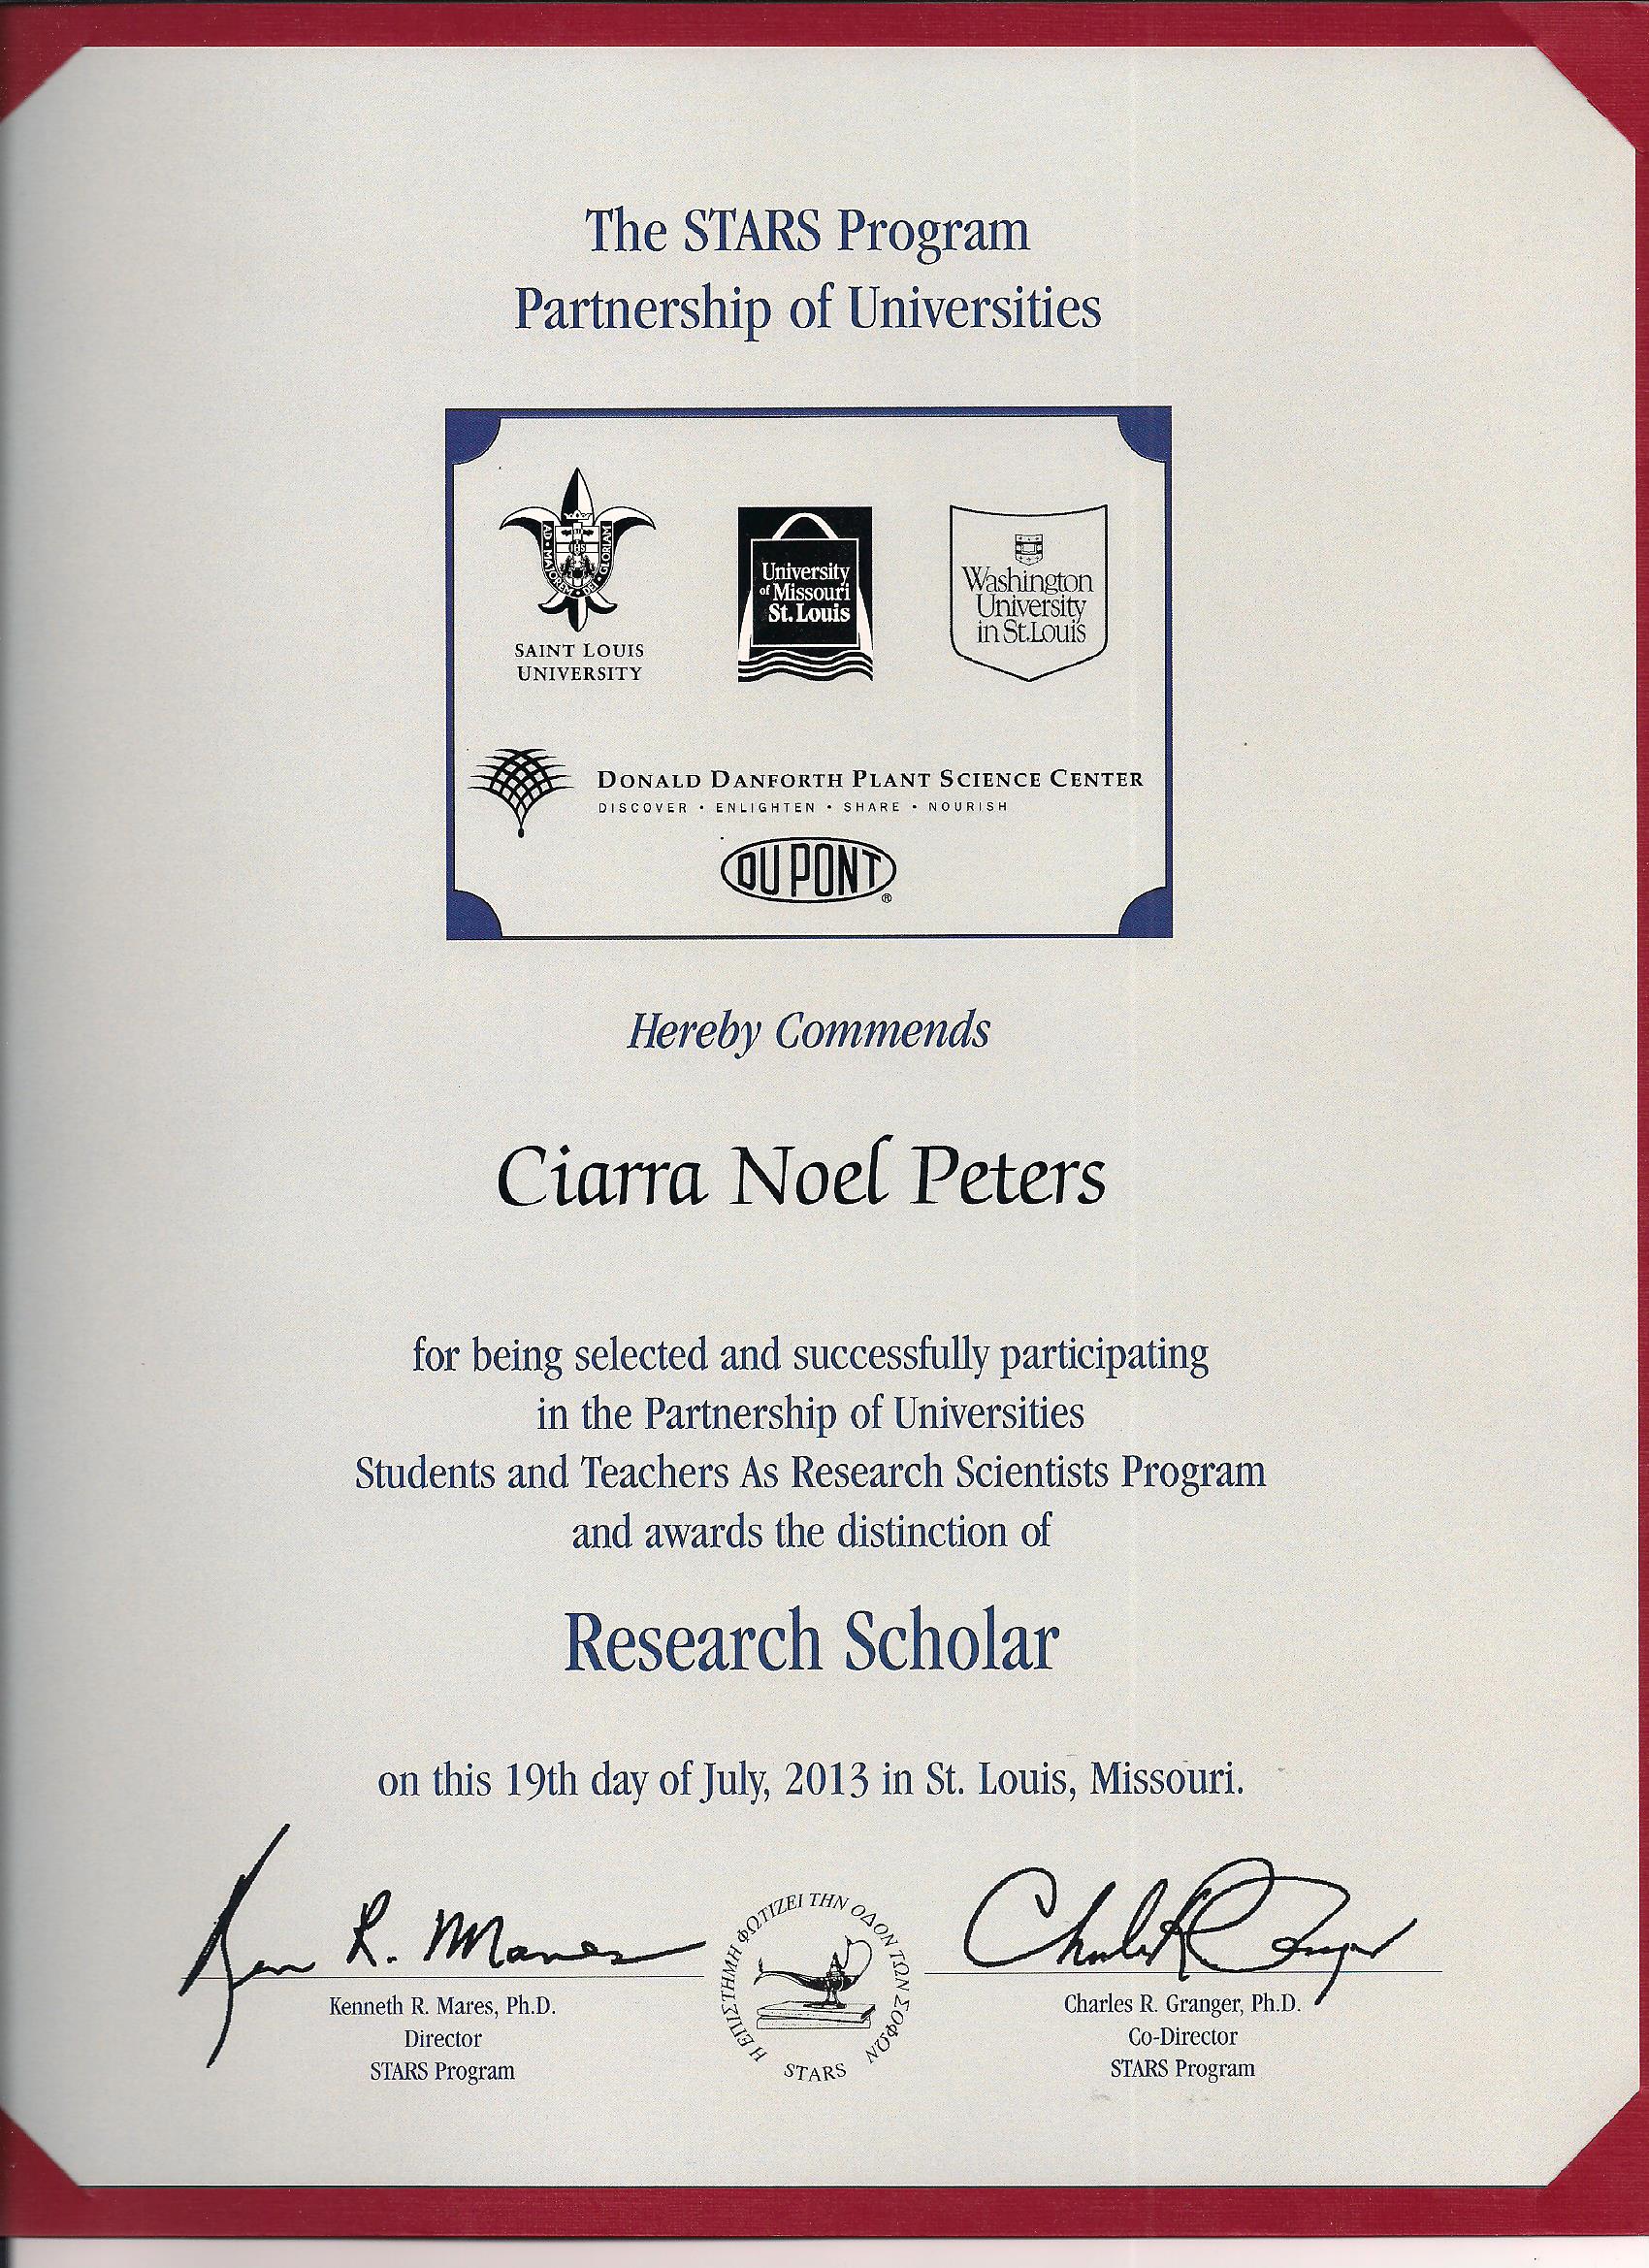 The STARS Program
Partnership of Universities
AD • MAJOREM • DEI • GLORIAM
IHS
SAINT LOUIS
UNIVERSITY
University
of Missouri
St. Louis
Washington
University
in St.Louis
DONALD DANFORTH PLANT SCIENCE CENTER
DISCOVER • ENLIGHTEN • SHARE • NOURISH
DU PONT
®
Hereby Commends
Ciarra Noel Peters
for being selected and successfully participating
in the Partnership of Universities
Students and Teachers As Research Scientists Program
and awards the distinction of
Research Scholar
on this 19th day of July, 2013 in St. Louis, Missouri.
Ken R. Mares
Kenneth R. Mares, Ph.D.
Director
STARS Program
Η ΕΠΙΣΤΗΜΗ ΦΩΤΙΖΕΙ ΤΗΝ ΟΔΟΝ ΤΩΝ ΣΟΦΩΝ
STARS
Charles R Granger
Charles R. Granger, Ph.D.
Co-Director
STARS Program